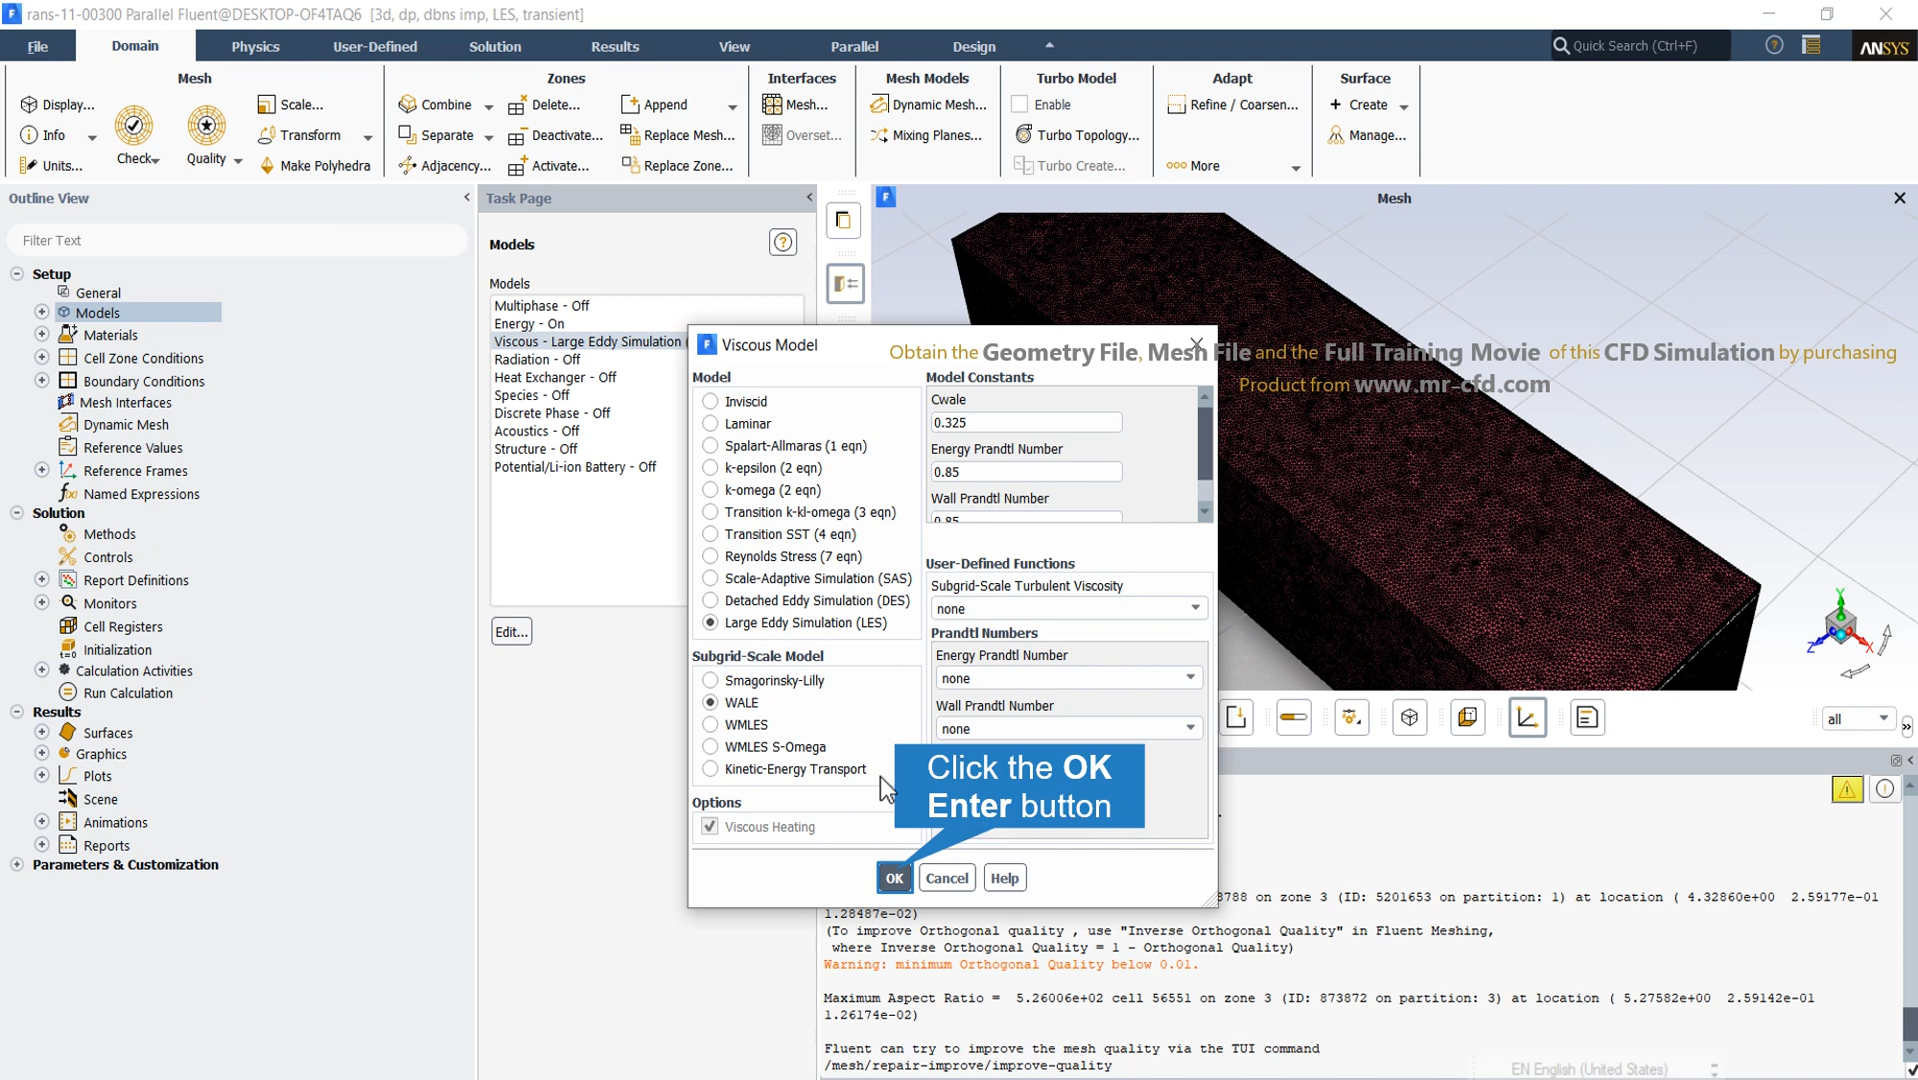 rans-11-00300 Parallel Fluent@DESKTOP-OF4TAQ6 [3d, dp, dbns imp, LES, transient]
File Domain Physics User-Defined Solution Results View Parallel Design Quick Search (Ctrl+F) ANSYS
Mesh
Display...
Info
Units...
Check
Quality
Scale...
Transform
Make Polyhedra
Zones
Combine
Separate
Adjacency...
Delete...
Deactivate...
Activate...
Append
Replace Mesh...
Replace Zone...
Interfaces
Mesh...
Overset...
Mesh Models
Dynamic Mesh...
Mixing Planes...
Turbo Model
Enable
Turbo Topology...
Turbo Create...
Adapt
Refine / Coarsen...
More
Surface
Create
Manage...
Outline View
Filter Text
Setup
General
Models
Materials
Cell Zone Conditions
Boundary Conditions
Mesh Interfaces
Dynamic Mesh
Reference Values
Reference Frames
Named Expressions
Solution
Methods
Controls
Report Definitions
Monitors
Cell Registers
Initialization
Calculation Activities
Run Calculation
Results
Surfaces
Graphics
Plots
Scene
Animations
Reports
Parameters & Customization
Task Page
Models
Models
Multiphase - Off
Energy - On
Viscous - Large Eddy Simulation
Radiation - Off
Heat Exchanger - Off
Species - Off
Discrete Phase - Off
Acoustics - Off
Structure - Off
Potential/Li-ion Battery - Off
Edit...
Mesh
Obtain the Geometry File, Mesh File and the Full Training Movie of this CFD Simulation by purchasing
Product from www.mr-cfd.com
Viscous Model
Model
Inviscid
Laminar
Spalart-Allmaras (1 eqn)
k-epsilon (2 eqn)
k-omega (2 eqn)
Transition k-kl-omega (3 eqn)
Transition SST (4 eqn)
Reynolds Stress (7 eqn)
Scale-Adaptive Simulation (SAS)
Detached Eddy Simulation (DES)
Large Eddy Simulation (LES)
Subgrid-Scale Model
Smagorinsky-Lilly
WALE
WMLES
WMLES S-Omega
Kinetic-Energy Transport
Options
Viscous Heating
Model Constants
Cwale
0.325
Energy Prandtl Number
0.85
Wall Prandtl Number
0.85
User-Defined Functions
Subgrid-Scale Turbulent Viscosity
none
Prandtl Numbers
Energy Prandtl Number
none
Wall Prandtl Number
none
Click the OK
Enter button
OK Cancel Help
Y
Z
X
all
8788 on zone 3 (ID: 5201653 on partition: 1) at location ( 4.32860e+00 2.59177e-01
1.28487e-02)
(To improve Orthogonal quality , use "Inverse Orthogonal Quality" in Fluent Meshing,
where Inverse Orthogonal Quality = 1 - Orthogonal Quality)
Warning: minimum Orthogonal Quality below 0.01.
Maximum Aspect Ratio = 5.26006e+02 cell 56551 on zone 3 (ID: 873872 on partition: 3) at location ( 5.27582e+00 2.59142e-01
1.26174e-02)
Fluent can try to improve the mesh quality via the TUI command
/mesh/repair-improve/improve-quality
EN English (United States)